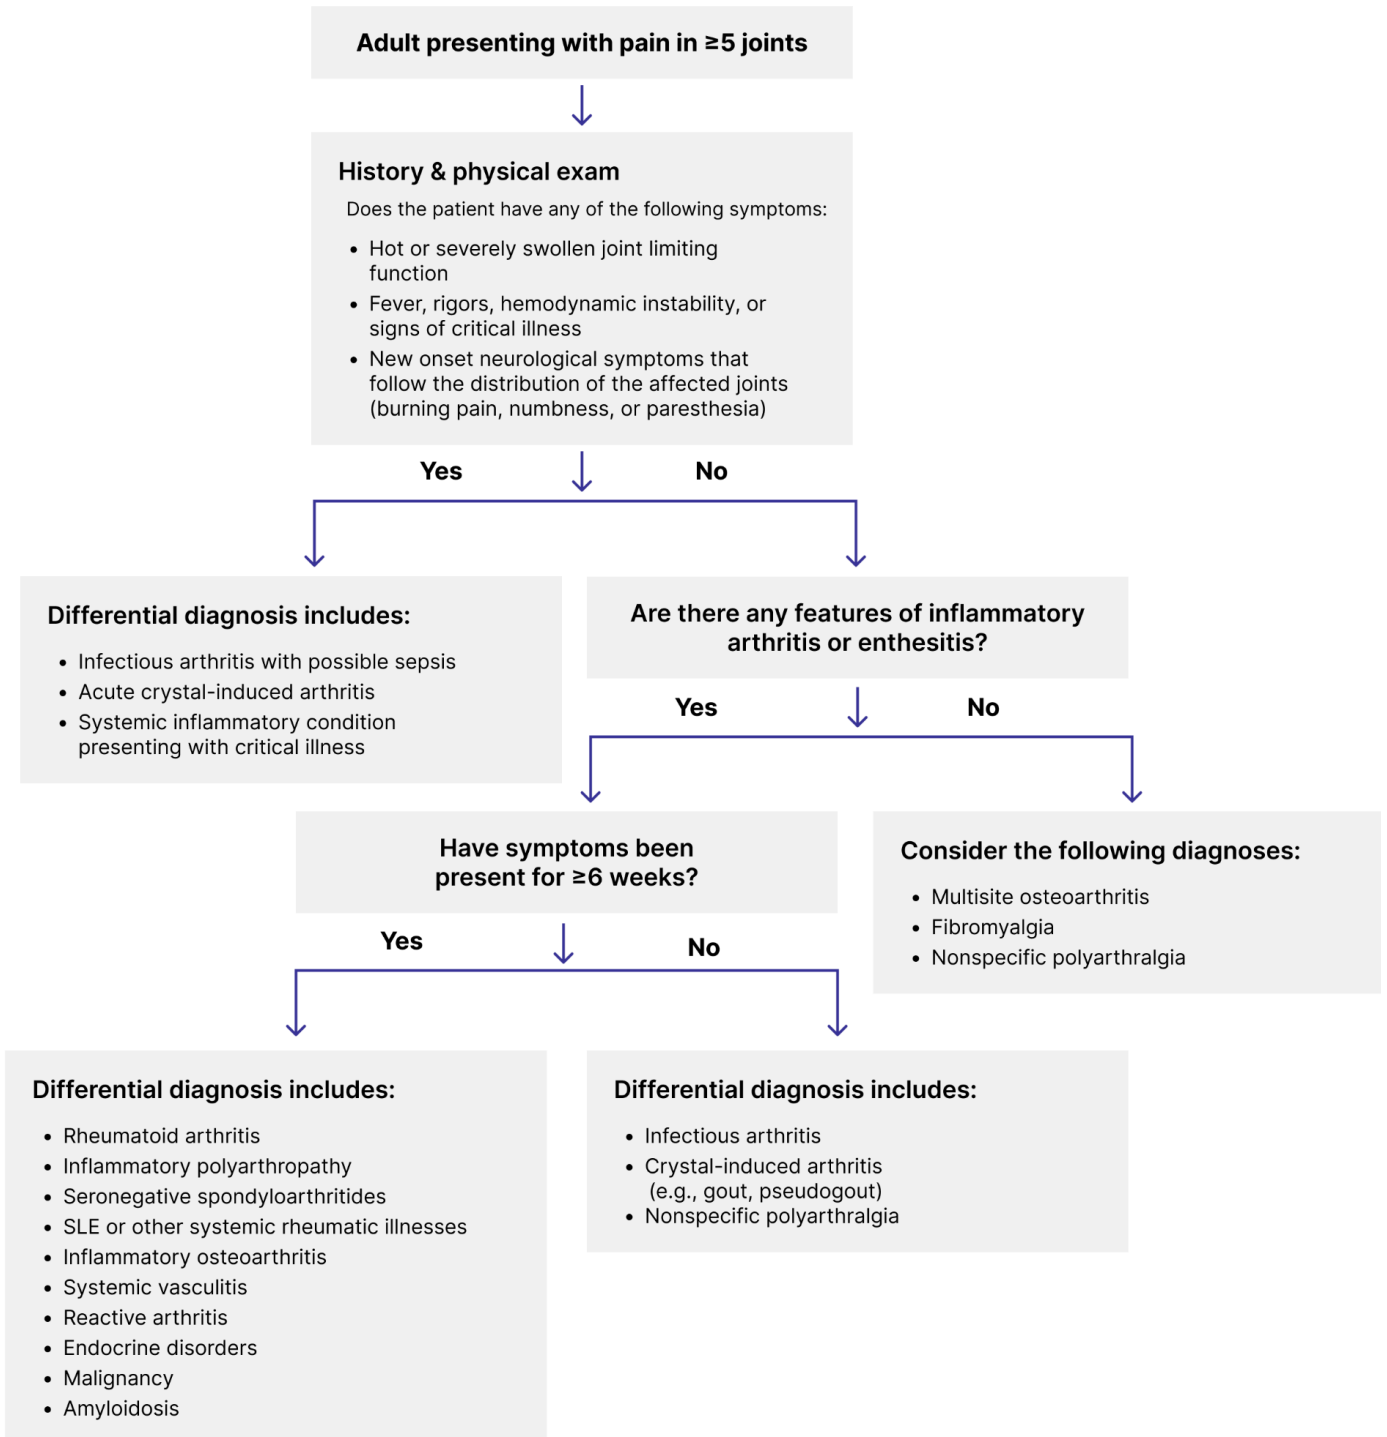 Adult presenting with pain in ≥5 joints
History & physical exam
Does the patient have any of the following symptoms:
• Hot or severely swollen joint limiting
function
• Fever, rigors, hemodynamic instability, or
signs of critical illness
• New onset neurological symptoms that
follow the distribution of the affected joints
(burning pain, numbness, or paresthesia)
Yes
No
Differential diagnosis includes:
• Infectious arthritis with possible sepsis
• Acute crystal-induced arthritis
• Systemic inflammatory condition
presenting with critical illness
Are there any features of inflammatory
arthritis or enthesitis?
Yes
No
Have symptoms been
present for ≥6 weeks?
Consider the following diagnoses:
• Multisite osteoarthritis
• Fibromyalgia
• Nonspecific polyarthralgia
Yes
No
Differential diagnosis includes:
• Rheumatoid arthritis
• Inflammatory polyarthropathy
• Seronegative spondyloarthritides
• SLE or other systemic rheumatic illnesses
• Inflammatory osteoarthritis
• Systemic vasculitis
• Reactive arthritis
• Endocrine disorders
• Malignancy
• Amyloidosis
Differential diagnosis includes:
• Infectious arthritis
• Crystal-induced arthritis
(e.g., gout, pseudogout)
• Nonspecific polyarthralgia